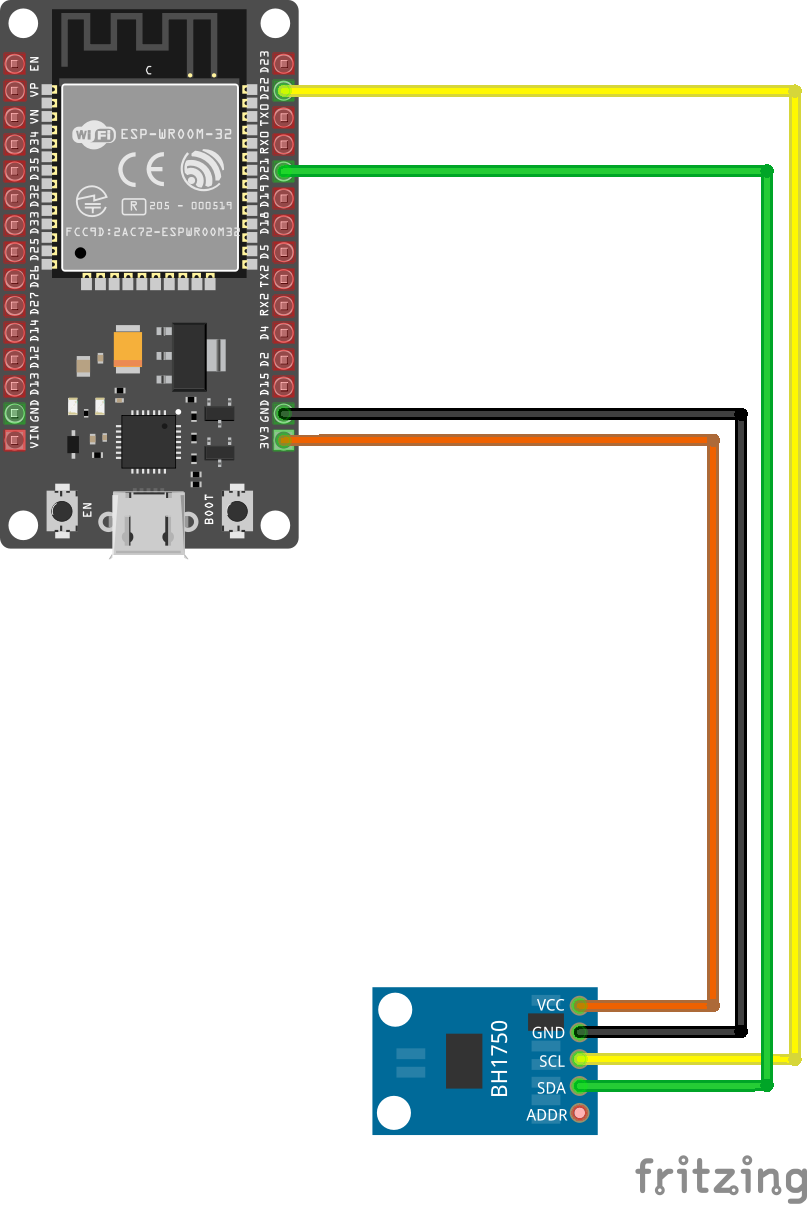 C
Wi Fi ESP-WROOM-32
CE
R 205 - 000519
FCC9D:2AC72-ESPWROOM32
EN
VP
VN
D34
D35
D32
D33
D25
D26
D27
D14
D12
D13
GND
VIN
D23
D22
TX0
RX0
D21
D19
D18
D5
TX2
RX2
D4
D2
D15
GND
3V3
EN
BOOT
BH1750
VCC
GND
SCL
SDA
ADDR
fritzing